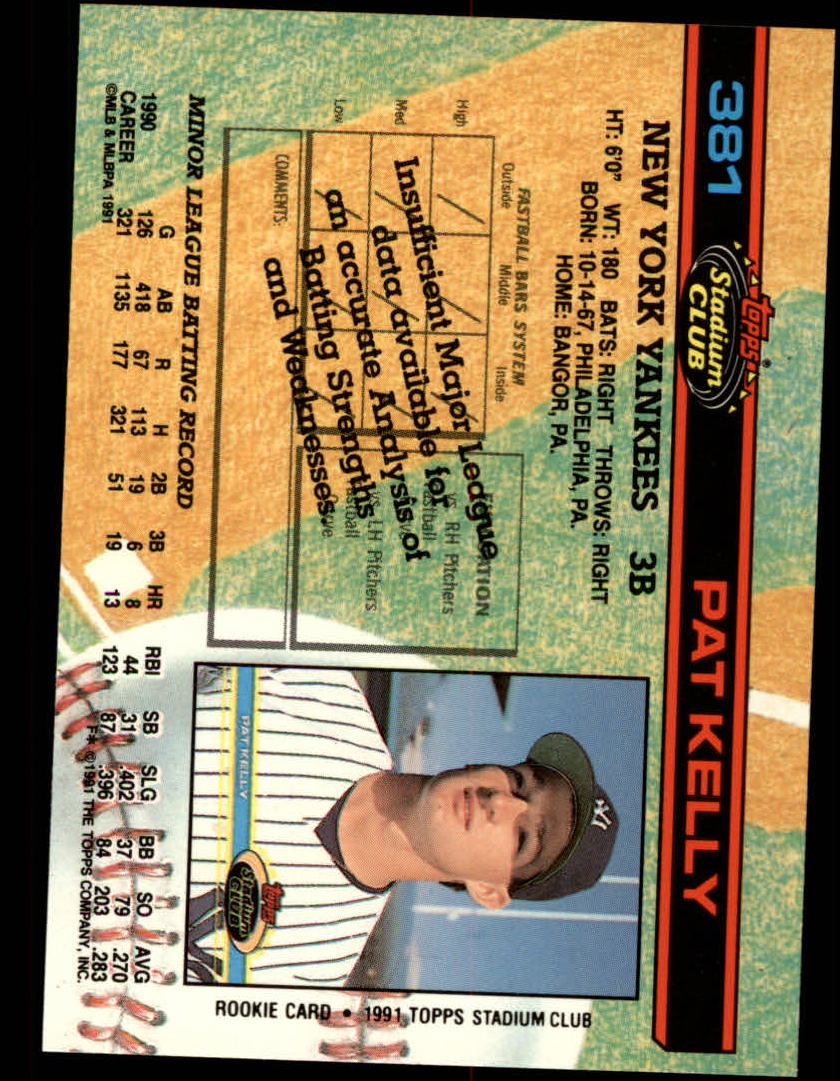 381
Topps®
Stadium
CLUB
PAT KELLY
NEW YORK YANKEES 3B
HT: 6'0" WT: 180 BATS: RIGHT THROWS: RIGHT
BORN: 10-14-67, PHILADELPHIA, PA.
HOME: BANGOR, PA.
FASTBALL BARS SYSTEM
Outside Middle Inside
High
Med
Low
VS RH Pitchers
VS LH Pitchers
COMMENTS:
Insufficient Major League
data available for
an accurate Analysis of
Batting Strengths
and Weaknesses.
MINOR LEAGUE BATTING RECORD
G AB R H 2B 3B HR RBI SB SLG BB SO AVG
1990 126 418 67 113 19 6 8 44 31 .402 37 79 .270
CAREER 321 1135 177 321 51 19 13 123 87 .396 84 203 .283
©MLB & MLBPA 1991
F* ©1991 THE TOPPS COMPANY, INC.
PAT KELLY
Topps
Stadium
CLUB
ROOKIE CARD • 1991 TOPPS STADIUM CLUB